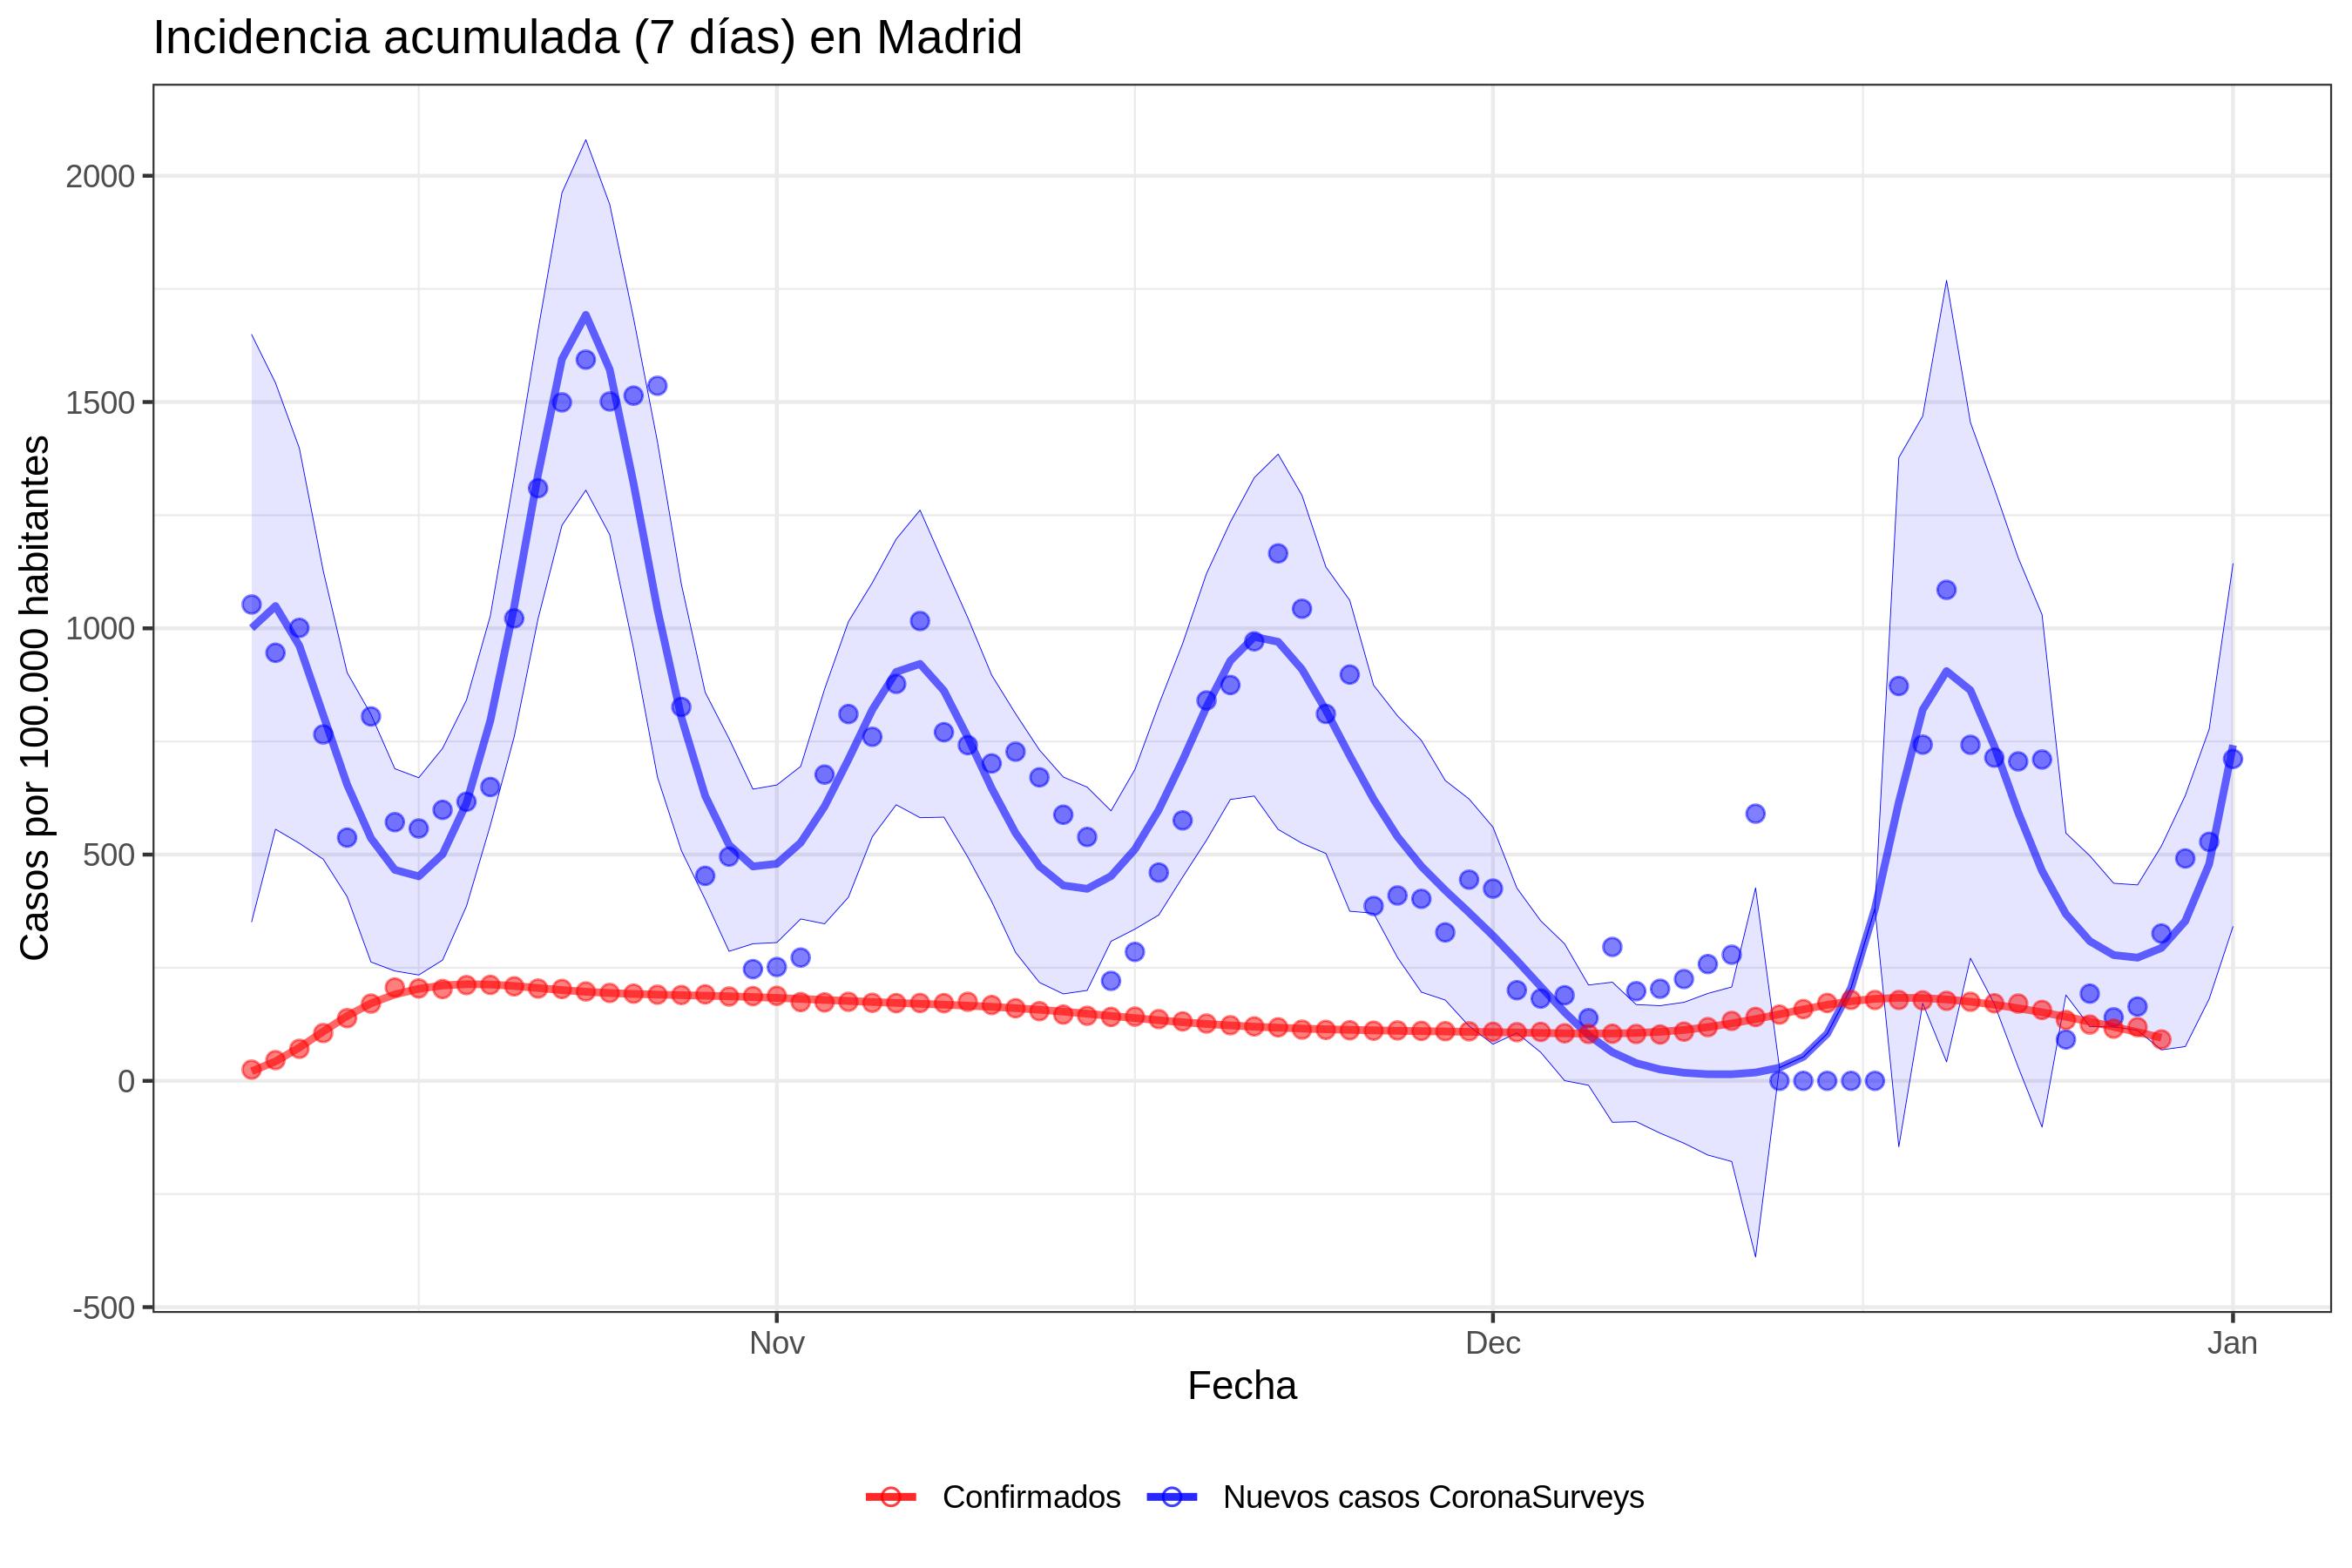 Incidencia acumulada (7 días) en Madrid
Casos por 100.000 habitantes
2000
1500
1000
500
0
-500
Nov
Dec
Jan
Fecha
Confirmados
Nuevos casos CoronaSurveys